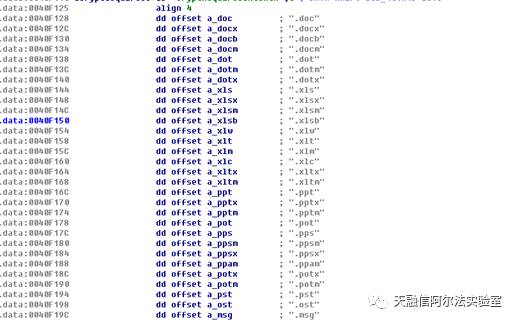 .data:0040F125 align 4
.data:0040F128 dd offset a_doc ; ".doc"
.data:0040F12C dd offset a_docx ; ".docx"
.data:0040F130 dd offset a_docb ; ".docb"
.data:0040F134 dd offset a_docm ; ".docm"
.data:0040F138 dd offset a_dot ; ".dot"
.data:0040F13C dd offset a_dotm ; ".dotm"
.data:0040F140 dd offset a_dotx ; ".dotx"
.data:0040F144 dd offset a_xls ; ".xls"
.data:0040F148 dd offset a_xlsx ; ".xlsx"
.data:0040F14C dd offset a_xlsm ; ".xlsm"
.data:0040F150 dd offset a_xlsb ; ".xlsb"
.data:0040F154 dd offset a_xlw ; ".xlw"
.data:0040F158 dd offset a_xlt ; ".xlt"
.data:0040F15C dd offset a_xlm ; ".xlm"
.data:0040F160 dd offset a_xlc ; ".xlc"
.data:0040F164 dd offset a_xltx ; ".xltx"
.data:0040F168 dd offset a_xltm ; ".xltm"
.data:0040F16C dd offset a_ppt ; ".ppt"
.data:0040F170 dd offset a_pptx ; ".pptx"
.data:0040F174 dd offset a_pptm ; ".pptm"
.data:0040F178 dd offset a_pot ; ".pot"
.data:0040F17C dd offset a_pps ; ".pps"
.data:0040F180 dd offset a_ppsm ; ".ppsm"
.data:0040F184 dd offset a_ppsx ; ".ppsx"
.data:0040F188 dd offset a_ppam ; ".ppam"
.data:0040F18C dd offset a_potx ; ".potx"
.data:0040F190 dd offset a_potm ; ".potm"
.data:0040F194 dd offset a_pst ; ".pst"
.data:0040F198 dd offset a_ost ; ".ost"
.data:0040F19C dd offset a_msg ; ".msg"
天融信阿尔法实验室